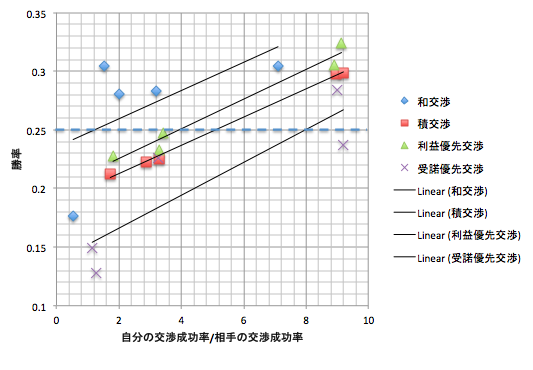 0.35
0.3
0.25
0.2
0.15
0.1
勝率
0
2
4
6
8
10
自分の交渉成功率/相手の交渉成功率
和交渉
積交渉
利益優先交渉
受諾優先交渉
Linear (和交渉)
Linear (積交渉)
Linear (利益優先交渉)
Linear (受諾優先交渉)